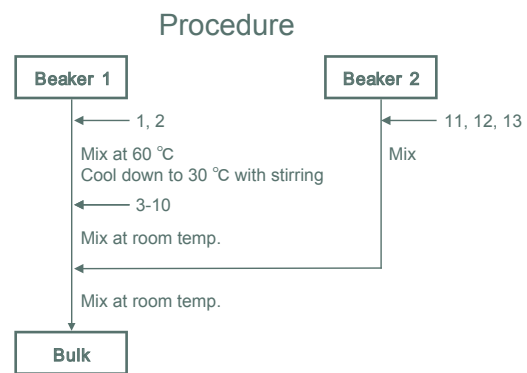 Procedure
Beaker 1
Beaker 2
1, 2
11, 12, 13
Mix at 60 ℃
Cool down to 30 ℃ with stirring
Mix
3-10
Mix at room temp.
Mix at room temp.
Bulk